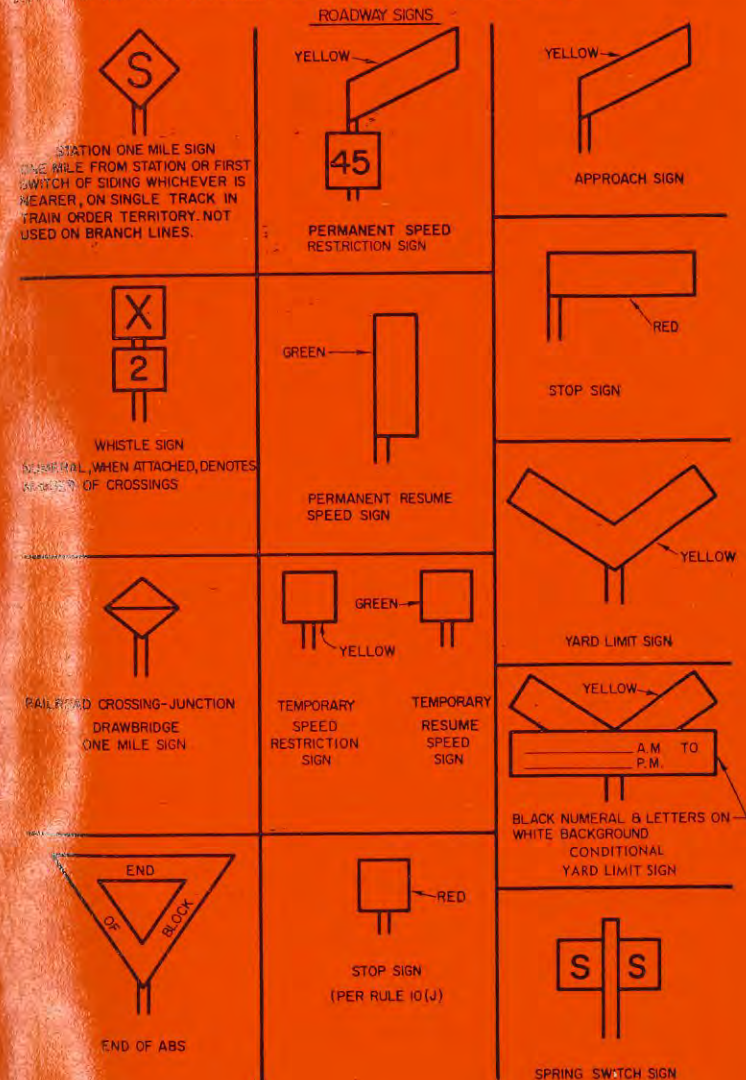 ROADWAY SIGNS
S
STATION ONE MILE SIGN
ONE MILE FROM STATION OR FIRST
SWITCH OF SIDING WHICHEVER IS
NEARER, ON SINGLE TRACK IN
TRAIN ORDER TERRITORY. NOT
USED ON BRANCH LINES.
YELLOW
45
PERMANENT SPEED
RESTRICTION SIGN
YELLOW
APPROACH SIGN
X
2
WHISTLE SIGN
NUMERAL, WHEN ATTACHED, DENOTES
NUMBER OF CROSSINGS
GREEN
PERMANENT RESUME
SPEED SIGN
RED
STOP SIGN
YELLOW
YARD LIMIT SIGN
RAILROAD CROSSING-JUNCTION
DRAWBRIDGE
ONE MILE SIGN
YELLOW
TEMPORARY
SPEED
RESTRICTION
SIGN
GREEN
TEMPORARY
RESUME
SPEED
SIGN
YELLOW
A.M TO
P.M.
BLACK NUMERAL & LETTERS ON
WHITE BACKGROUND
CONDITIONAL
YARD LIMIT SIGN
END
OF
BLOCK
END OF ABS
RED
STOP SIGN
(PER RULE 10(J)
S S
SPRING SWITCH SIGN